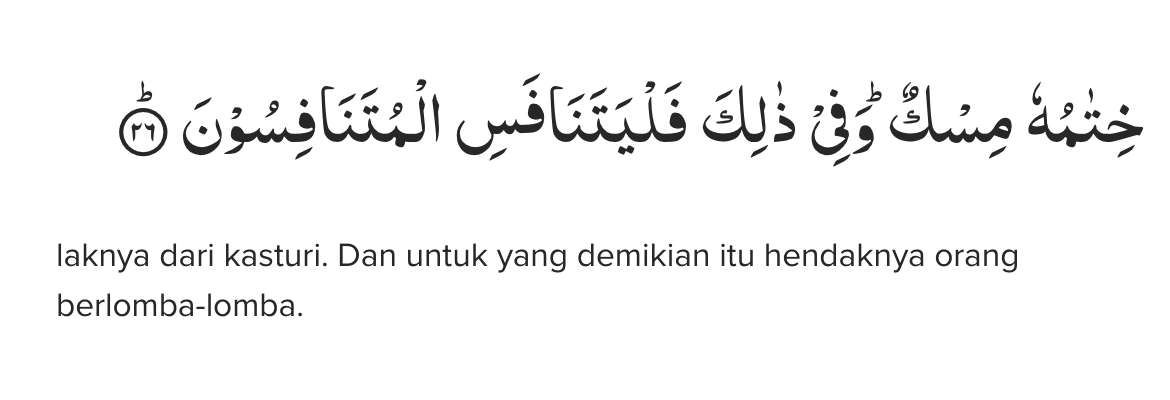 خِتٰمُهٗ مِسْكٌ ۗوَفِيْ ذٰلِكَ فَلْيَتَنَافَسِ الْمُتَنَافِسُوْنَ ۗ ٢٦
laknya dari kasturi. Dan untuk yang demikian itu hendaknya orang
berlomba-lomba.